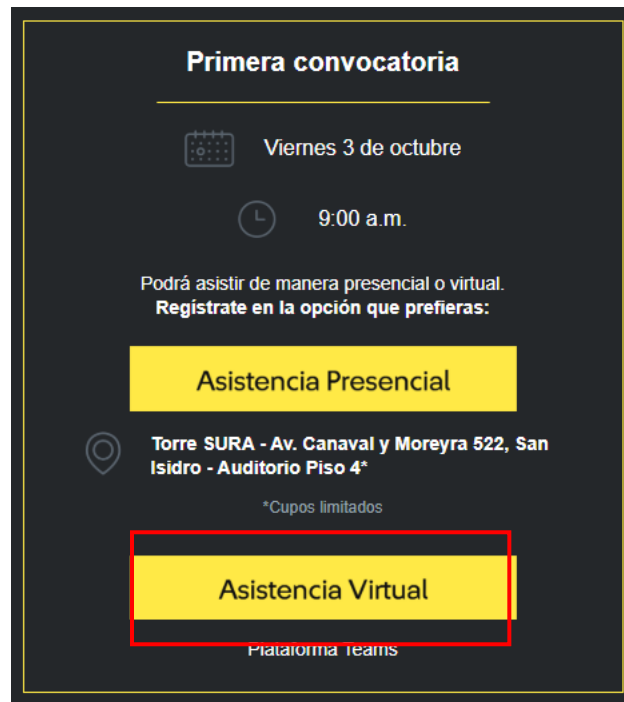 Primera convocatoria
Viernes 3 de octubre
9:00 a.m.
Podrá asistir de manera presencial o virtual.
Regístrate en la opción que prefieras:
Asistencia Presencial
Torre SURA - Av. Canaval y Moreyra 522, San
Isidro - Auditorio Piso 4*
*Cupos limitados
Asistencia Virtual
Plataforma Teams